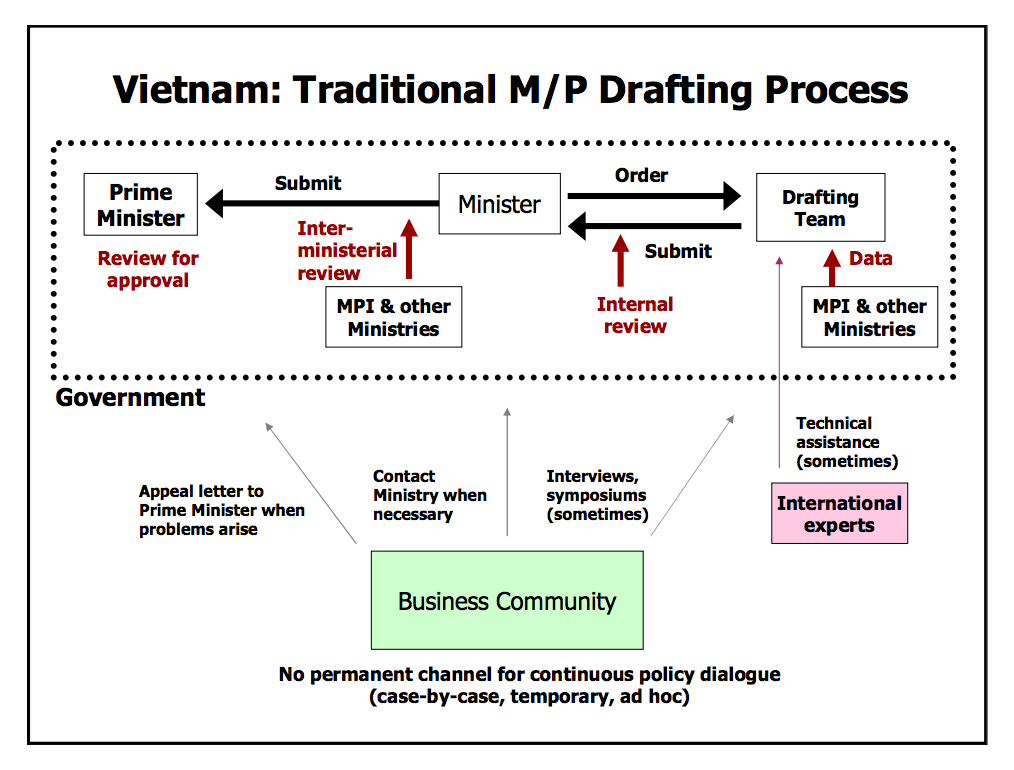 Vietnam: Traditional M/P Drafting Process
Prime
Minister
Submit
Minister
Order
Drafting
Team
Review for
approval
Inter-
ministerial
review
Submit
Data
MPI & other
Ministries
Internal
review
MPI & other
Ministries
Government
Appeal letter to
Prime Minister when
problems arise
Contact
Ministry when
necessary
Interviews,
symposiums
(sometimes)
Technical
assistance
(sometimes)
International
experts
Business Community
No permanent channel for continuous policy dialogue
(case-by-case, temporary, ad hoc)